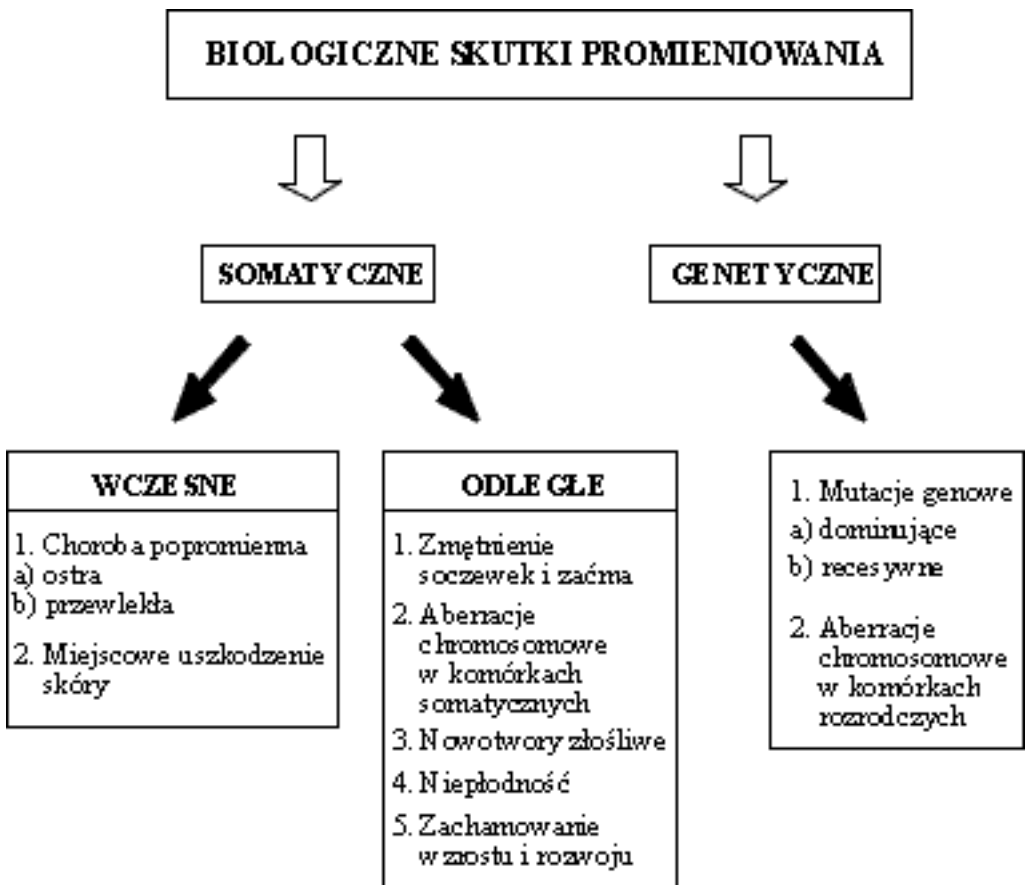 BIOLOGICZNE SKUTKI PROMIENIOWANIA
SOMATYCZNE
GENETYCZNE
WCZESNE
1. Choroba popromienna
a) ostra
b) przewlekła
2. Miejscowe uszkodzenie
skóry
ODLEGŁE
1. Zmętnienie
soczewek i zaćma
2. Aberracje
chromosomowe
w komórkach
somatycznych
3. Nowotwory złośliwe
4. Niepłodność
5. Zachamowanie
wzrostu i rozwoju
1. Mutacje genowe
a) dominujące
b) recesywne
2. Aberracje
chromosomowe
w komórkach
rozrodczych